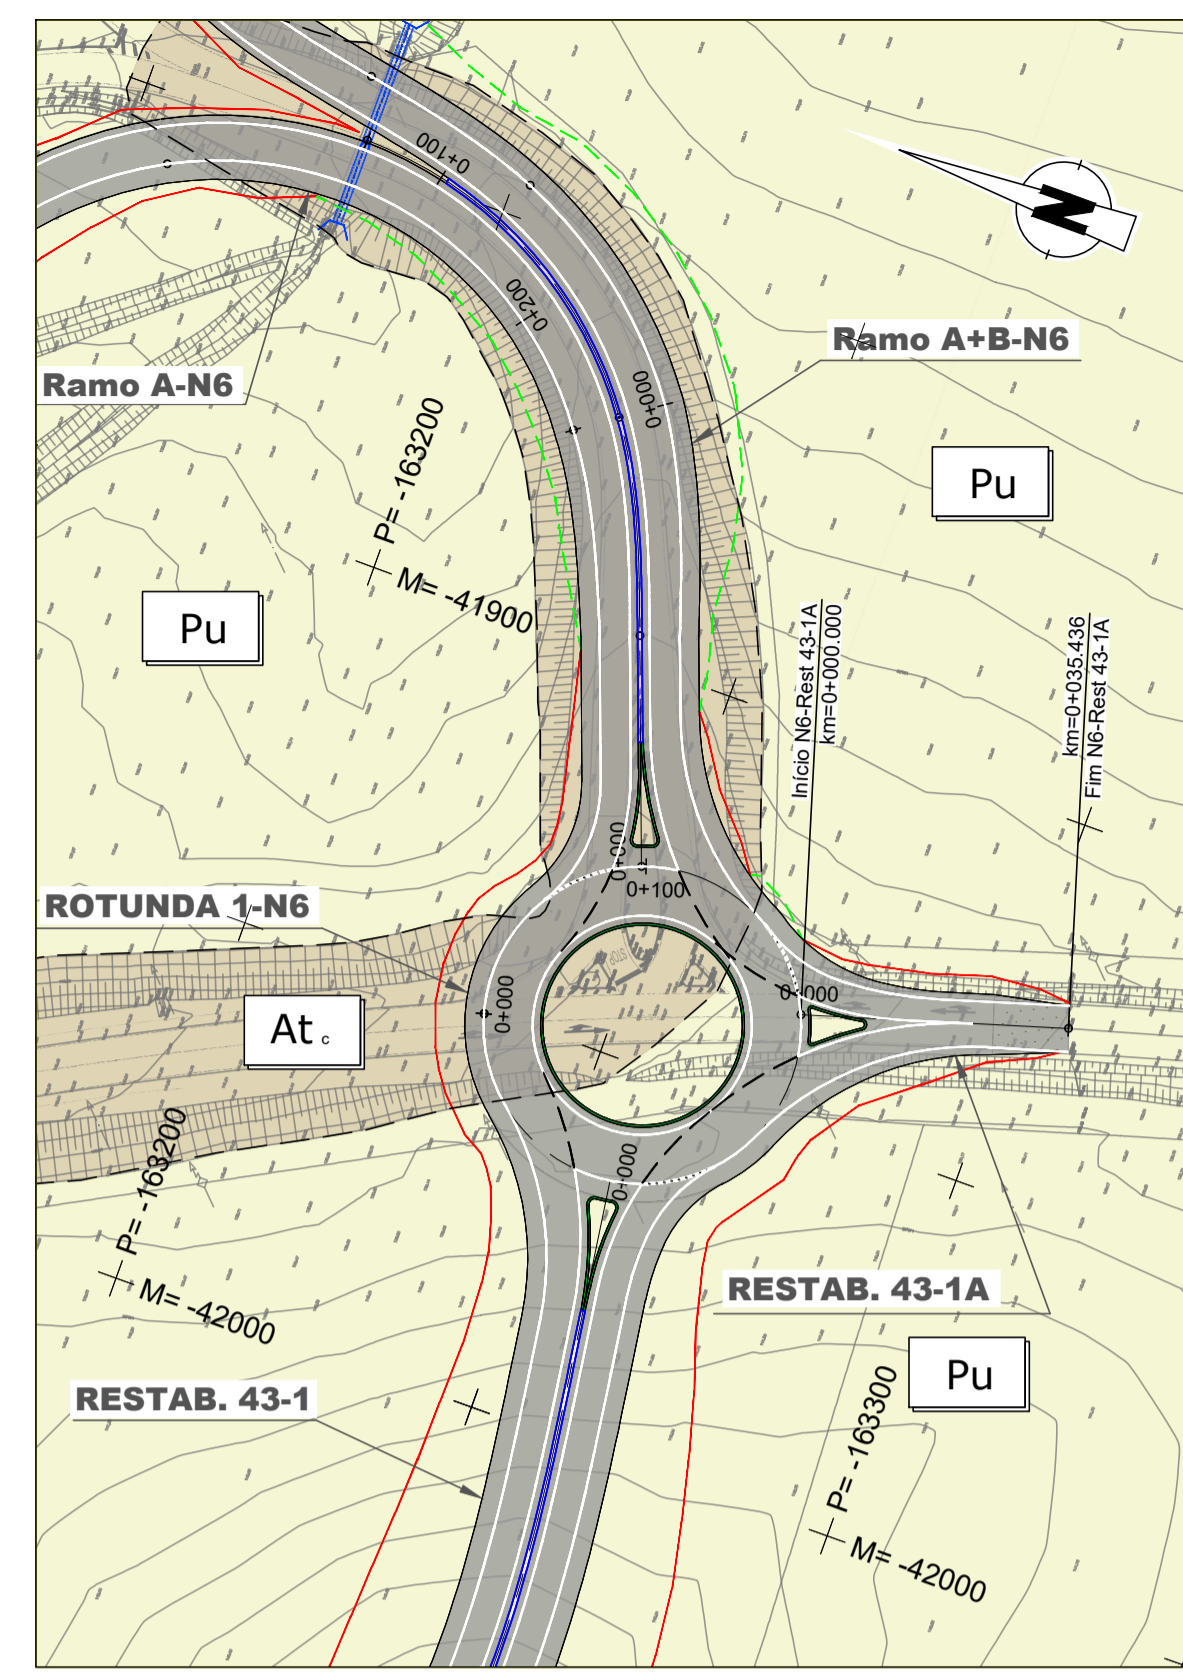 0+100
N
0+200
Ramo A+B-N6
Ramo A-N6
0+000
P= -163200
M= -41900
Pu
Pu
Início N6-Rest 43-1A
km=0+000.000
km=0+035.436
Fim N6-Rest 43-1A
0+000
0+100
ROTUNDA 1-N6
STOP
0+000
0+000
At c
P= -163200
M= -42000
0+000
RESTAB. 43-1A
Pu
RESTAB. 43-1
P= -163300
M= -42000